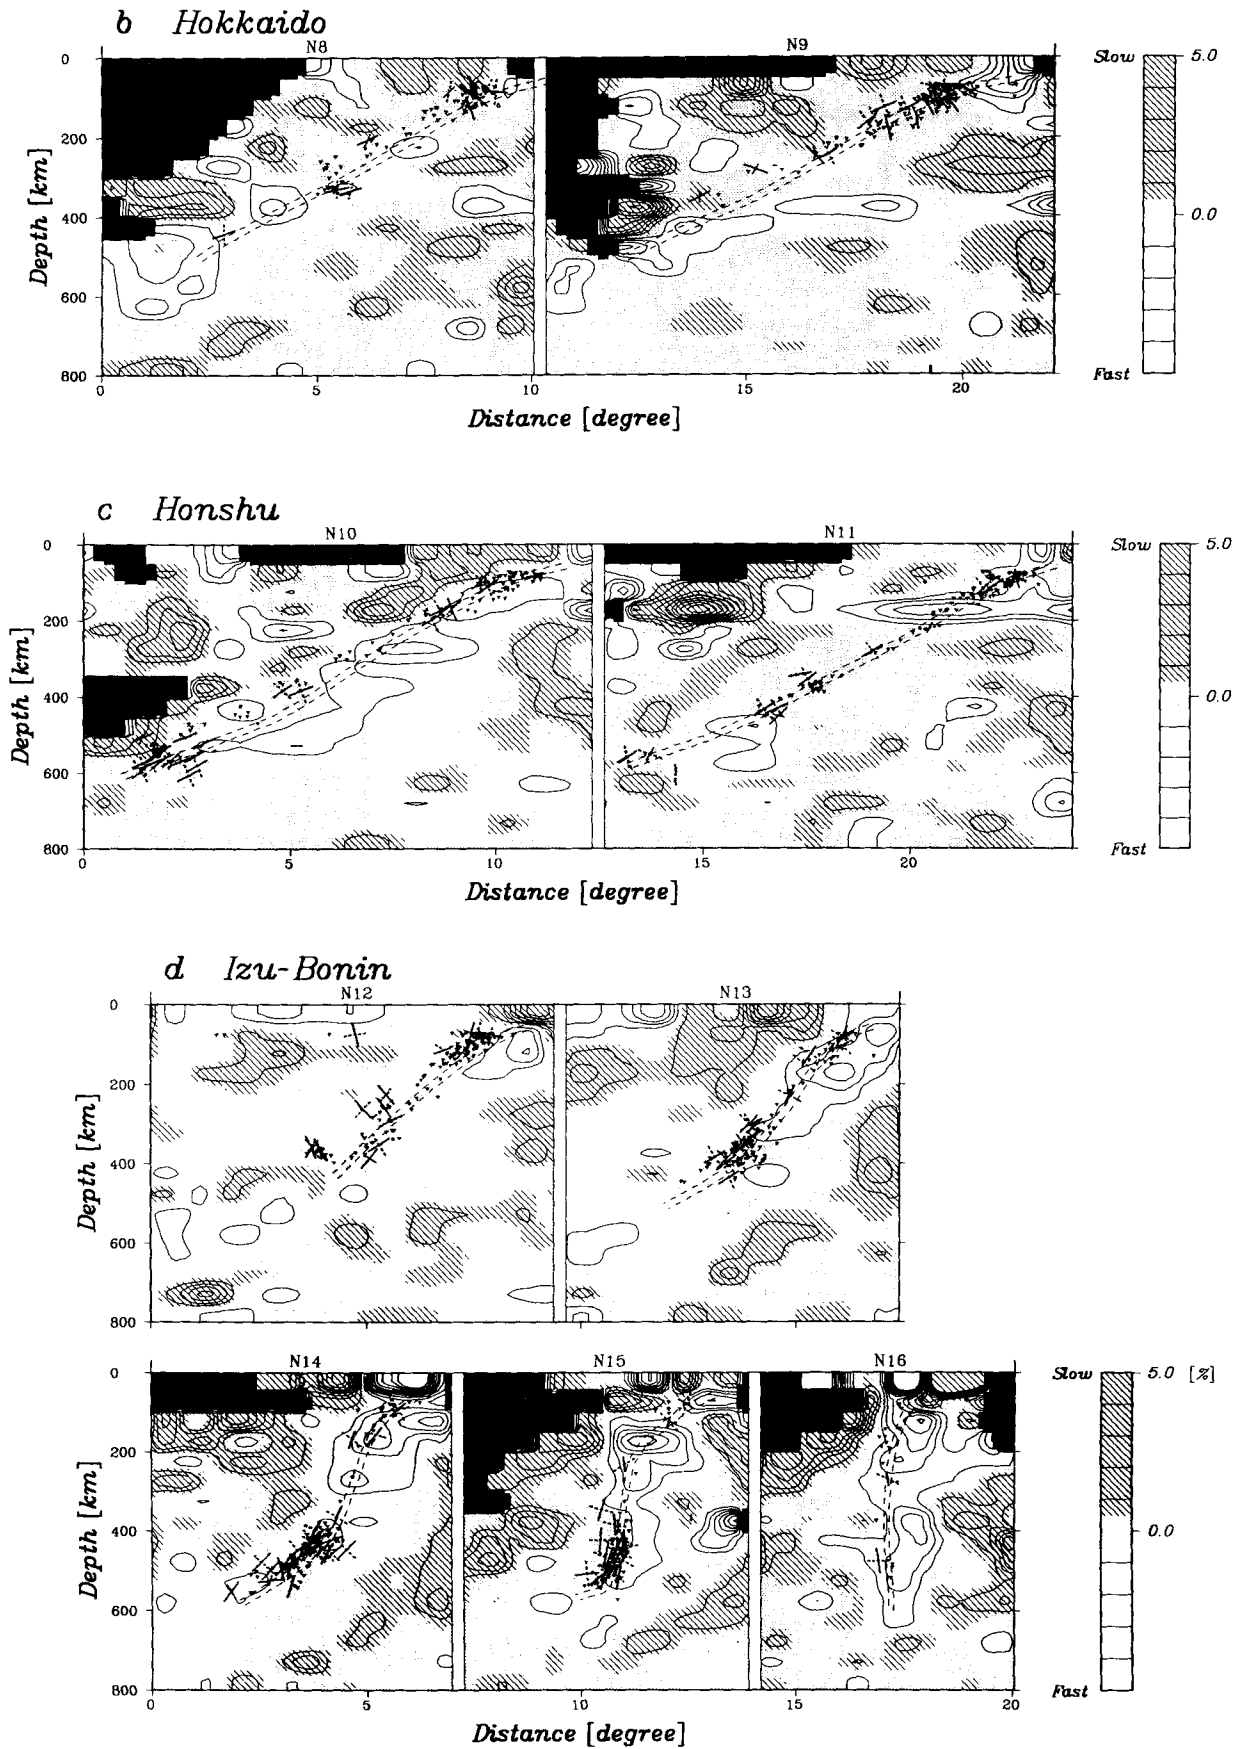 b Hokkaido
N8 N9
0
200
400
600
800
Depth [km]
0 5 10 15 20
Distance [degree]
Slow 5.0
0.0
Fast
c Honshu
N10 N11
0
200
400
600
800
Depth [km]
0 5 10 15 20
Distance [degree]
Slow 5.0
0.0
Fast
d Izu-Bonin
N12 N13
0
200
400
600
800
Depth [km]
N14 N15 N16
0
200
400
600
800
Depth [km]
0 5 10 15 20
Distance [degree]
Slow 5.0 [%]
0.0
Fast